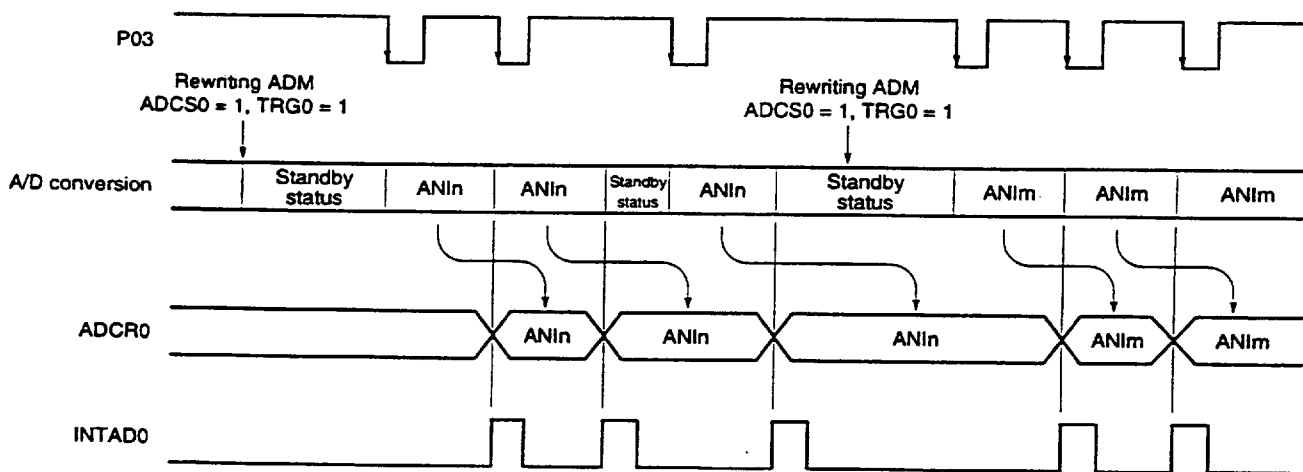 P03
Rewriting ADM
ADCS0 = 1, TRG0 = 1
Rewriting ADM
ADCS0 = 1, TRG0 = 1
A/D conversion
Standby
status
ANIn
ANIn
Standby
status
ANIn
Standby
status
ANIm
ANIm
ANIm
ADCR0
ANIn
ANIn
ANIn
ANIm
ANIm
INTAD0